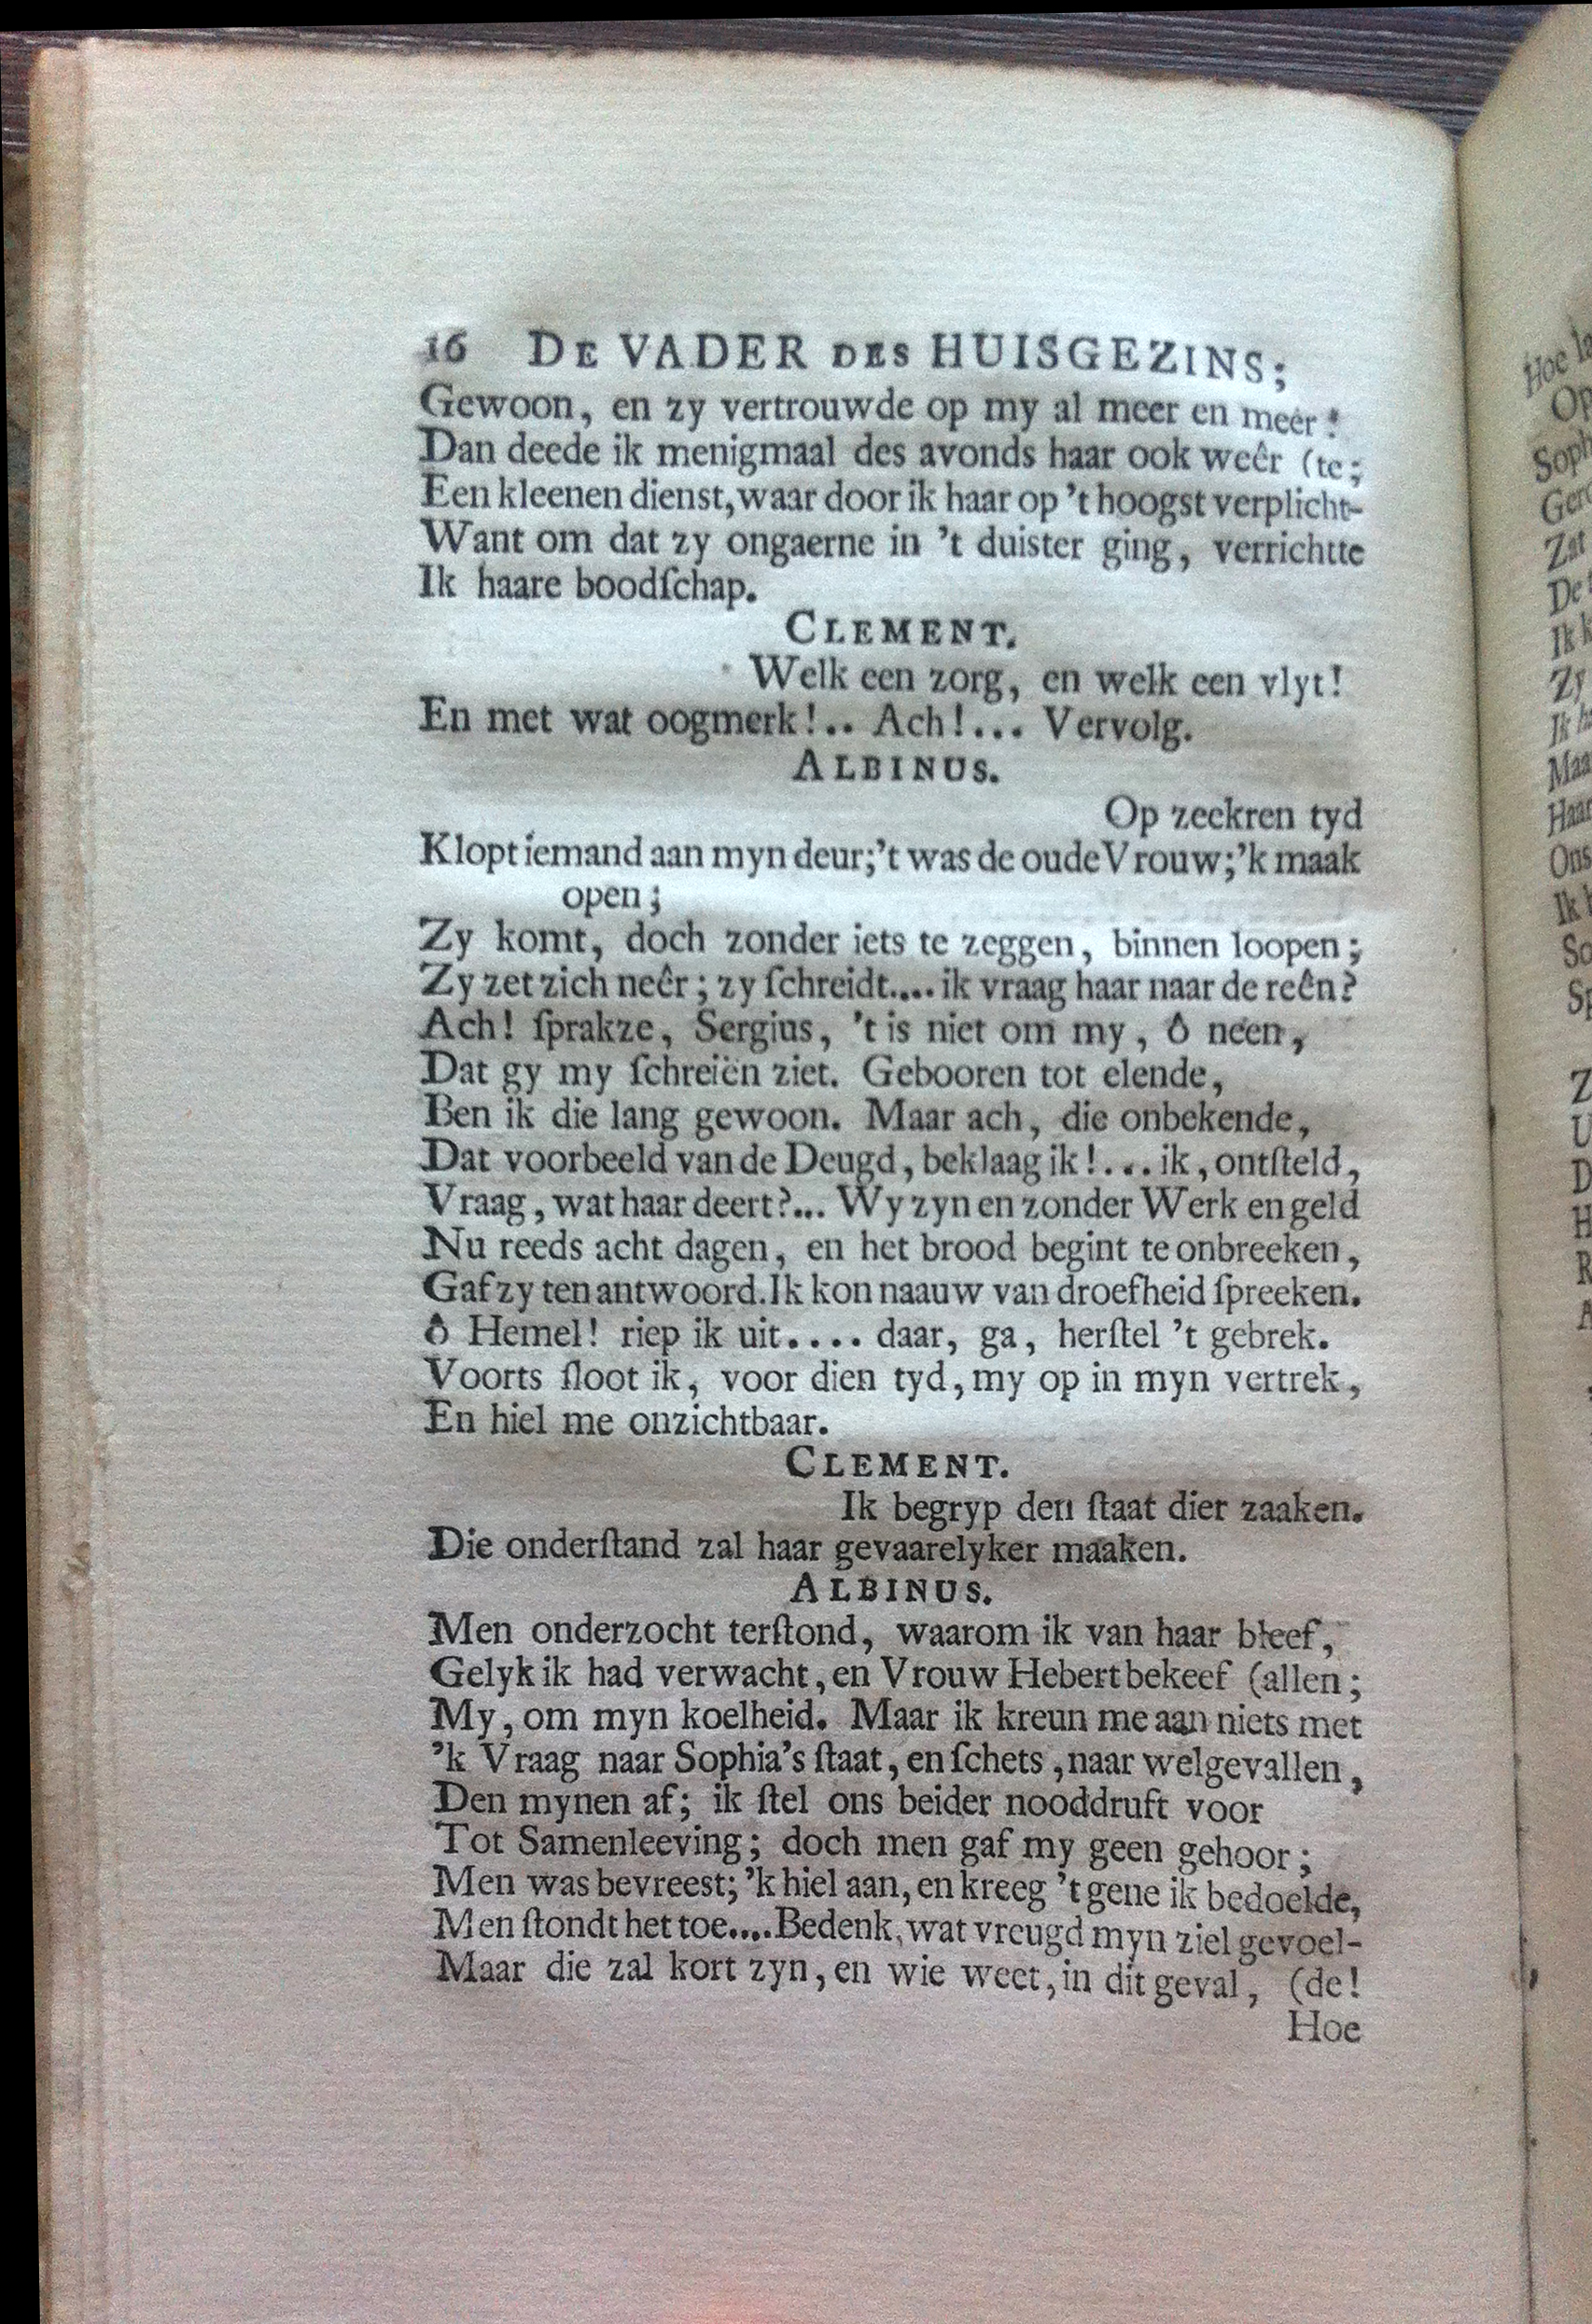 16 DE VADER DES HUISGEZINS;
Gewoon, en zy vertrouwde op my al meer en meer!
Dan deede ik menigmaal des avonds haar ook weêr (te;
Een kleenen dienst, waar door ik haar op 't hoogst verplicht-
Want om dat zy ongaerne in 't duister ging, verrichtte
Ik haare boodſchap.
CLEMENT.
Welk een zorg, en welk een vlyt!
En met wat oogmerk!.. Ach!... Vervolg.
ALBINUS.
Op zeekren tyd
Klopt iemand aan myn deur; 't was de oude Vrouw; 'k maak
open;
Zy komt, doch zonder iets te zeggen, binnen loopen;
Zy zet zich neêr; zy ſchreidt.... ik vraag haar naar de reên?
Ach! ſprakze, Sergius, 't is niet om my, ô neen,
Dat gy my ſchreiën ziet. Gebooren tot elende,
Ben ik die lang gewoon. Maar ach, die onbekende,
Dat voorbeeld van de Deugd, beklaag ik!... ik, ontſteld,
Vraag, wat haar deert?... Wy zyn en zonder Werk en geld
Nu reeds acht dagen, en het brood begint te onbreeken,
Gaf zy ten antwoord. Ik kon naauw van droefheid ſpreeken.
ô Hemel! riep ik uit.... daar, ga, herſtel 't gebrek.
Voorts ſloot ik, voor dien tyd, my op in myn vertrek,
En hiel me onzichtbaar.
CLEMENT.
Ik begryp den ſtaat dier zaaken.
Die onderſtand zal haar gevaarelyker maaken.
ALBINUS.
Men onderzocht terſtond, waarom ik van haar bleef,
Gelyk ik had verwacht, en Vrouw Hebert bekeef (allen;
My, om myn koelheid. Maar ik kreun me aan niets met
'k Vraag naar Sophia's ſtaat, en ſchets, naar welgevallen,
Den mynen af; ik ſtel ons beider nooddruft voor
Tot Samenleeving; doch men gaf my geen gehoor;
Men was bevreest; 'k hiel aan, en kreeg 't gene ik bedoelde,
Men ſtondt het toe.... Bedenk, wat vreugd myn ziel gevoel-
Maar die zal kort zyn, en wie weet, in dit geval, (de!
Hoe